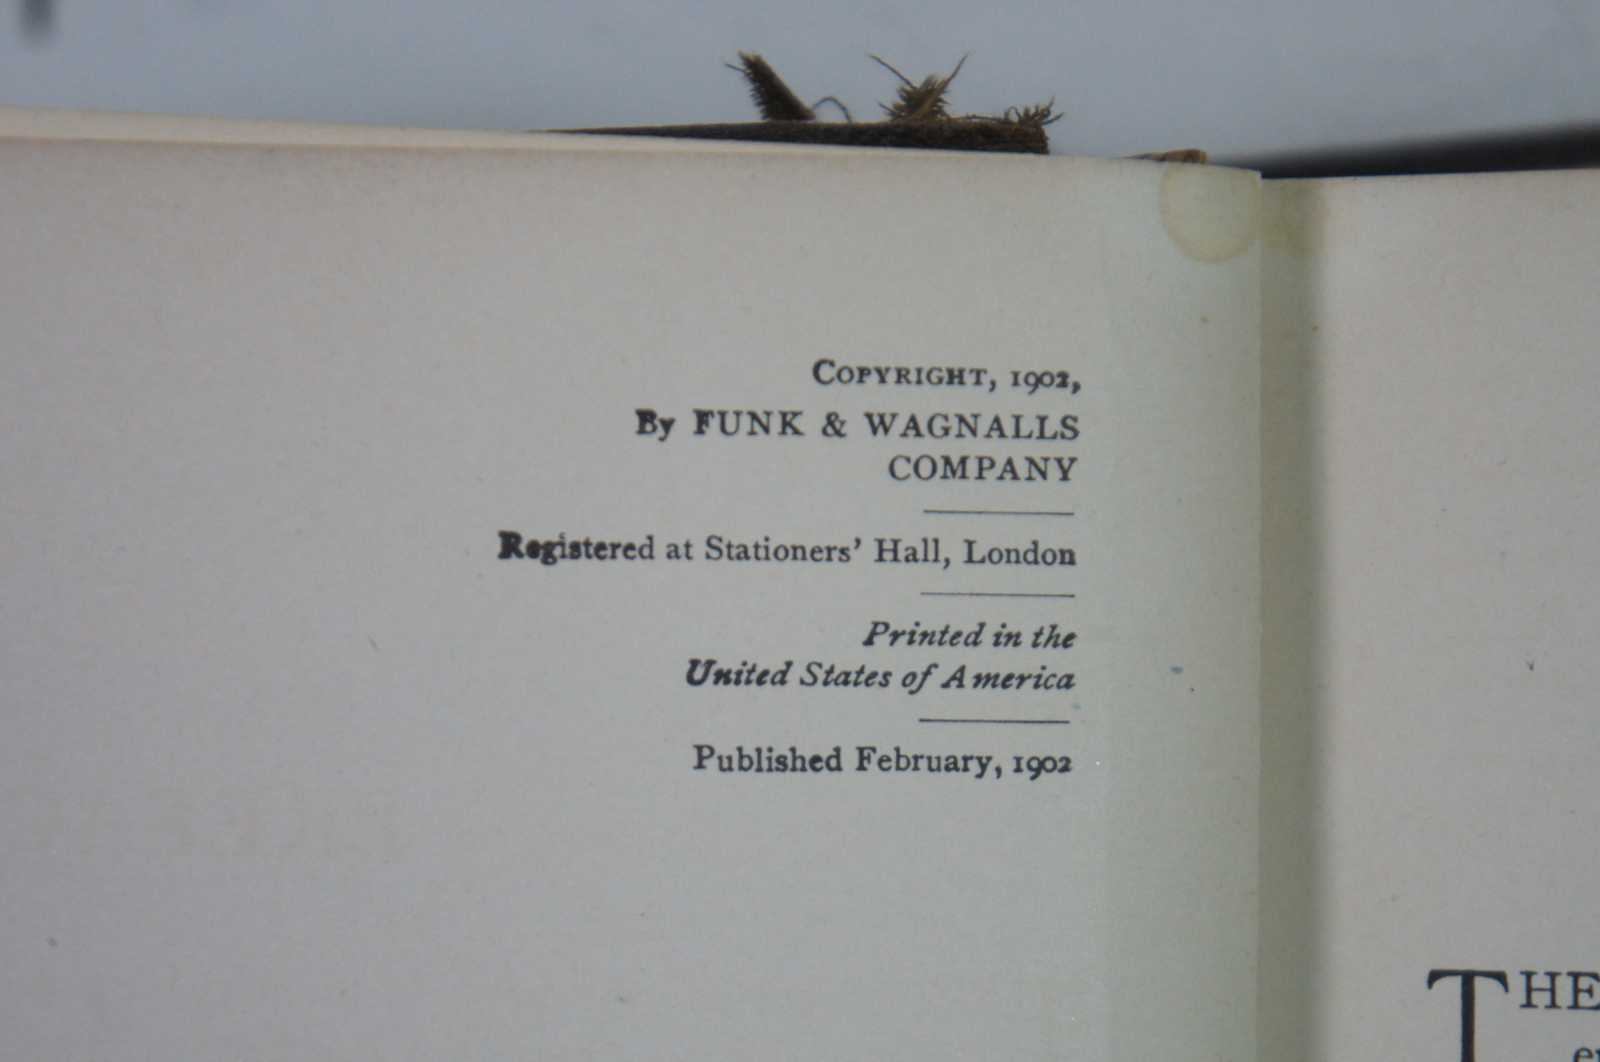 COPYRIGHT, 1902,
By FUNK & WAGNALLS
COMPANY
Registered at Stationers' Hall, London
Printed in the
United States of America
Published February, 1902
THE